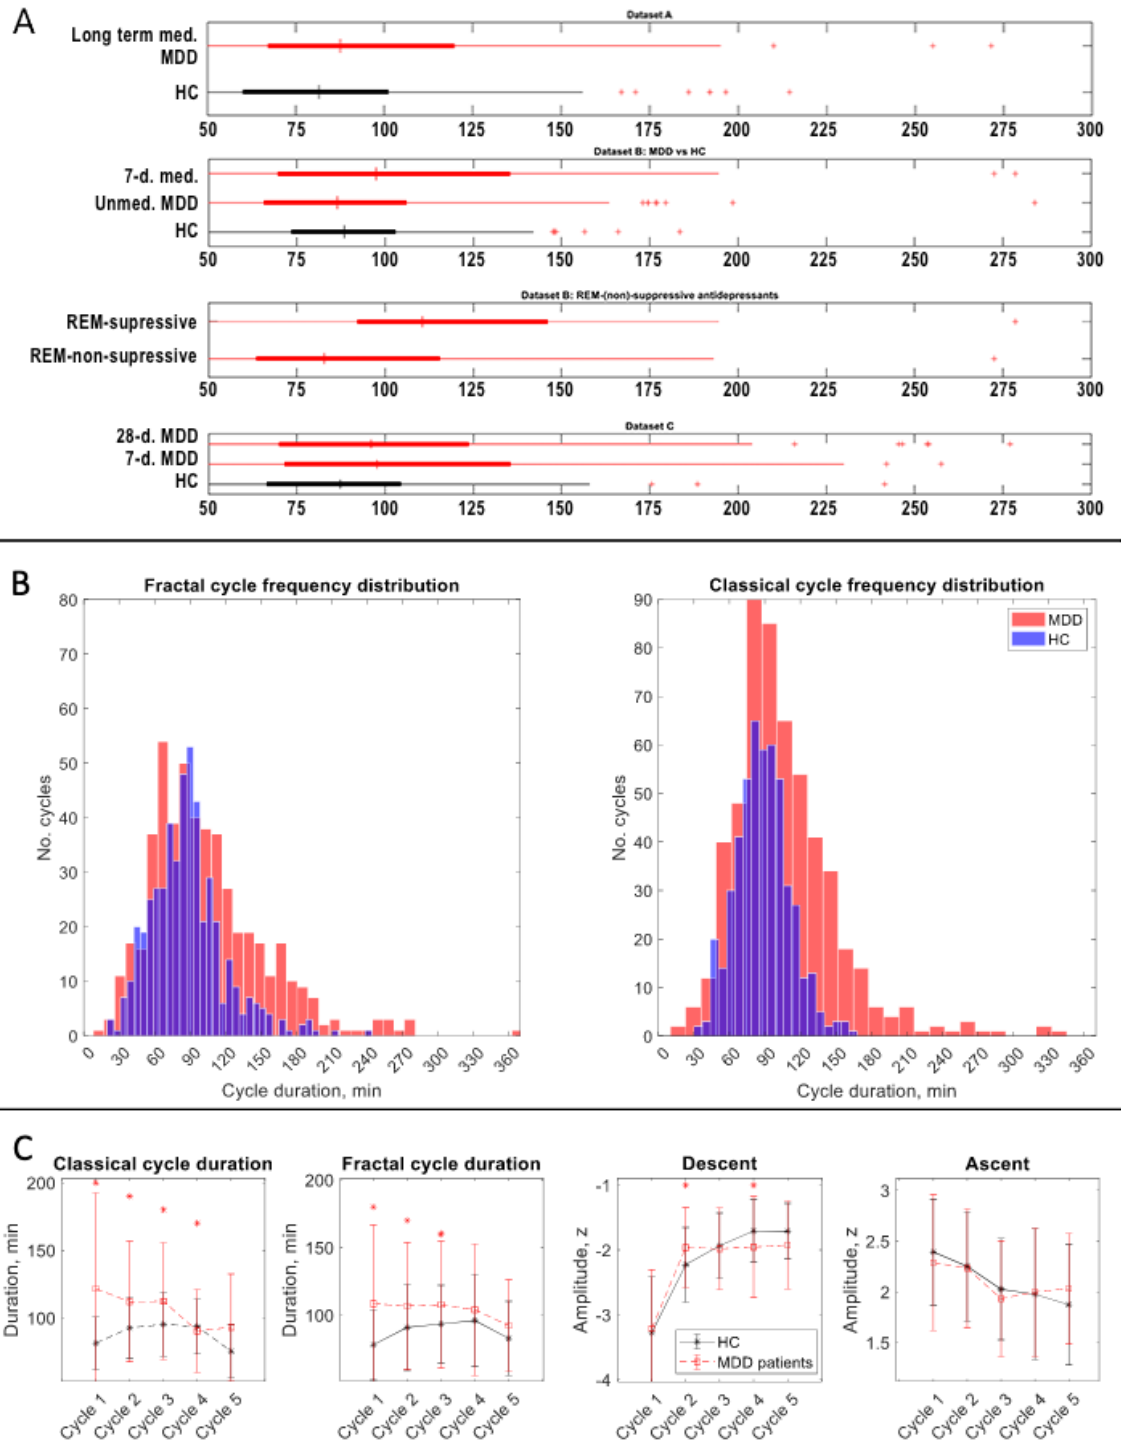 A
Dataset A
Long term med.
MDD
HC
50 75 100 125 150 175 200 225 250 275 300
Dataset B: MDD vs HC
7-d. med.
Unmed. MDD
HC
50 75 100 125 150 175 200 225 250 275 300
Dataset B: REM-(non)-suppressive antidepressants
REM-supressive
REM-non-supressive
50 75 100 125 150 175 200 225 250 275 300
Dataset C
28-d. MDD
7-d. MDD
HC
50 75 100 125 150 175 200 225 250 275 300
B
Fractal cycle frequency distribution
80
70
60
50
40
30
20
10
0
No. cycles
0 30 60 90 120 150 180 210 240 270 300 330 360
Cycle duration, min
Classical cycle frequency distribution
MDD
HC
90
80
70
60
50
40
30
20
10
0
No. cycles
0 30 60 90 120 150 180 210 240 270 300 330 360
Cycle duration, min
C
Classical cycle duration
200
150
100
Duration, min
Cycle 1 Cycle 2 Cycle 3 Cycle 4 Cycle 5
Fractal cycle duration
200
150
100
Duration, min
Cycle 1 Cycle 2 Cycle 3 Cycle 4 Cycle 5
Descent
-1
-2
-3
-4
Amplitude, z
HC
MDD patients
Cycle 1 Cycle 2 Cycle 3 Cycle 4 Cycle 5
Ascent
3
2.5
2
1.5
Amplitude, z
Cycle 1 Cycle 2 Cycle 3 Cycle 4 Cycle 5